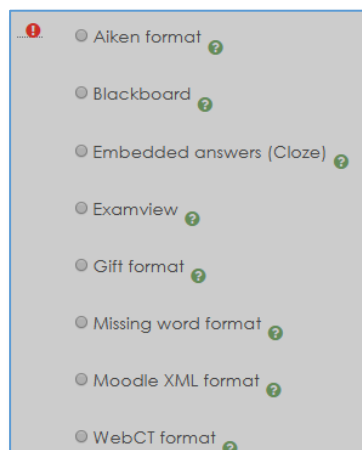 Aiken format
Blackboard
Embedded answers (Cloze)
Examview
Gift format
Missing word format
Moodle XML format
WebCT format